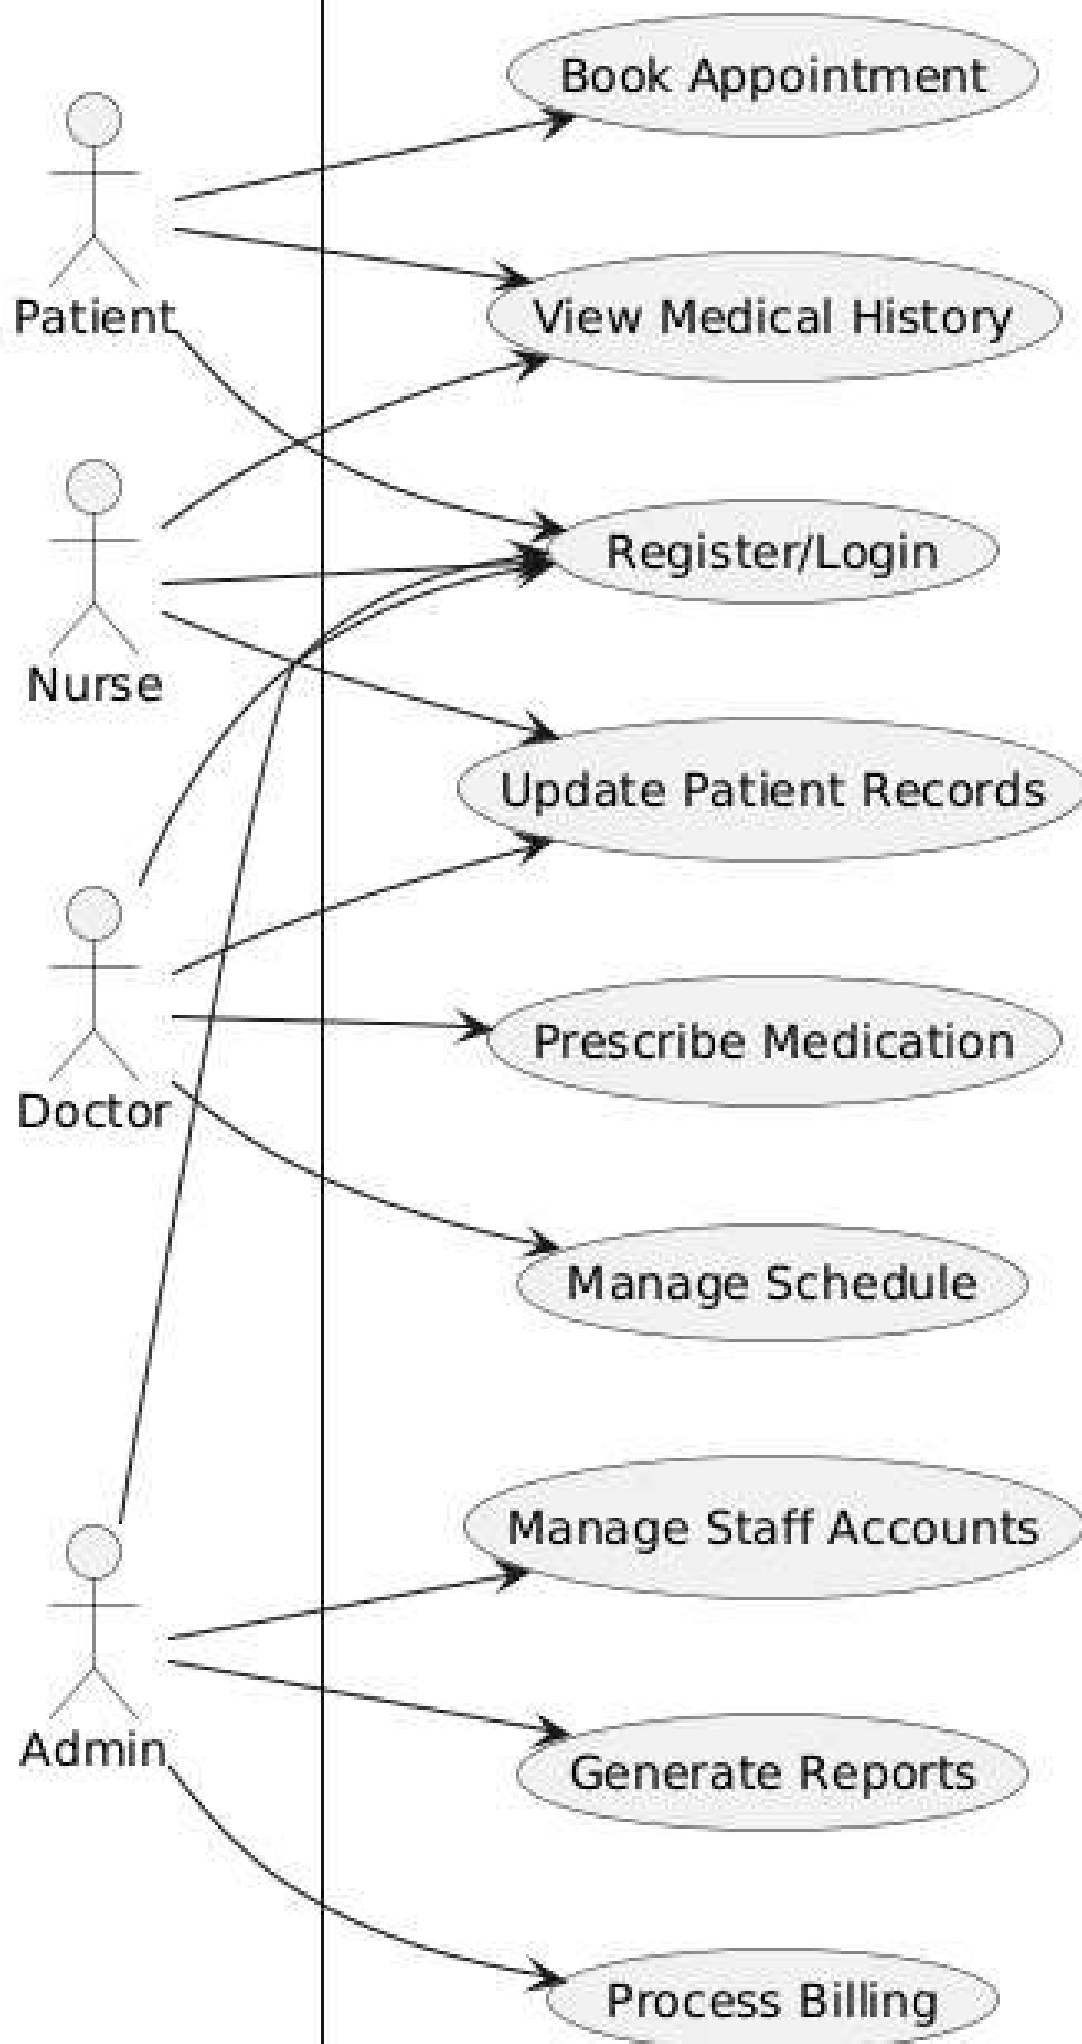 Book Appointment
Patient
View Medical History
Register/Login
Nurse
Update Patient Records
Prescribe Medication
Doctor
Manage Schedule
Manage Staff Accounts
Admin
Generate Reports
Process Billing